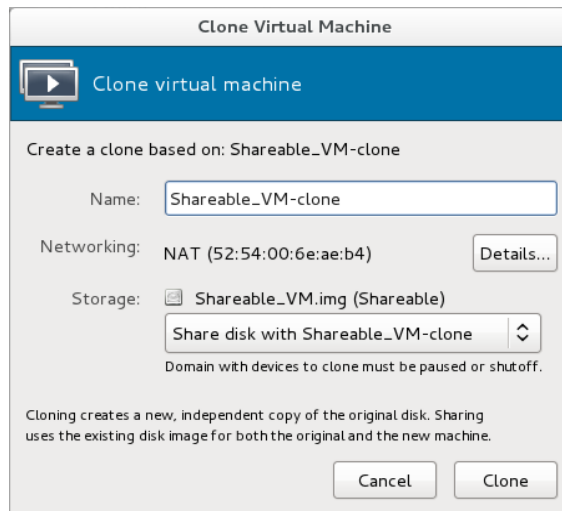 Clone Virtual Machine
Clone virtual machine
Create a clone based on: Shareable_VM-clone
Name: Shareable_VM-clone
Networking: NAT (52:54:00:6e:ae:b4) Details...
Storage: Shareable_VM.img (Shareable)
Share disk with Shareable_VM-clone
Domain with devices to clone must be paused or shutoff.
Cloning creates a new, independent copy of the original disk. Sharing
uses the existing disk image for both the original and the new machine.
Cancel Clone